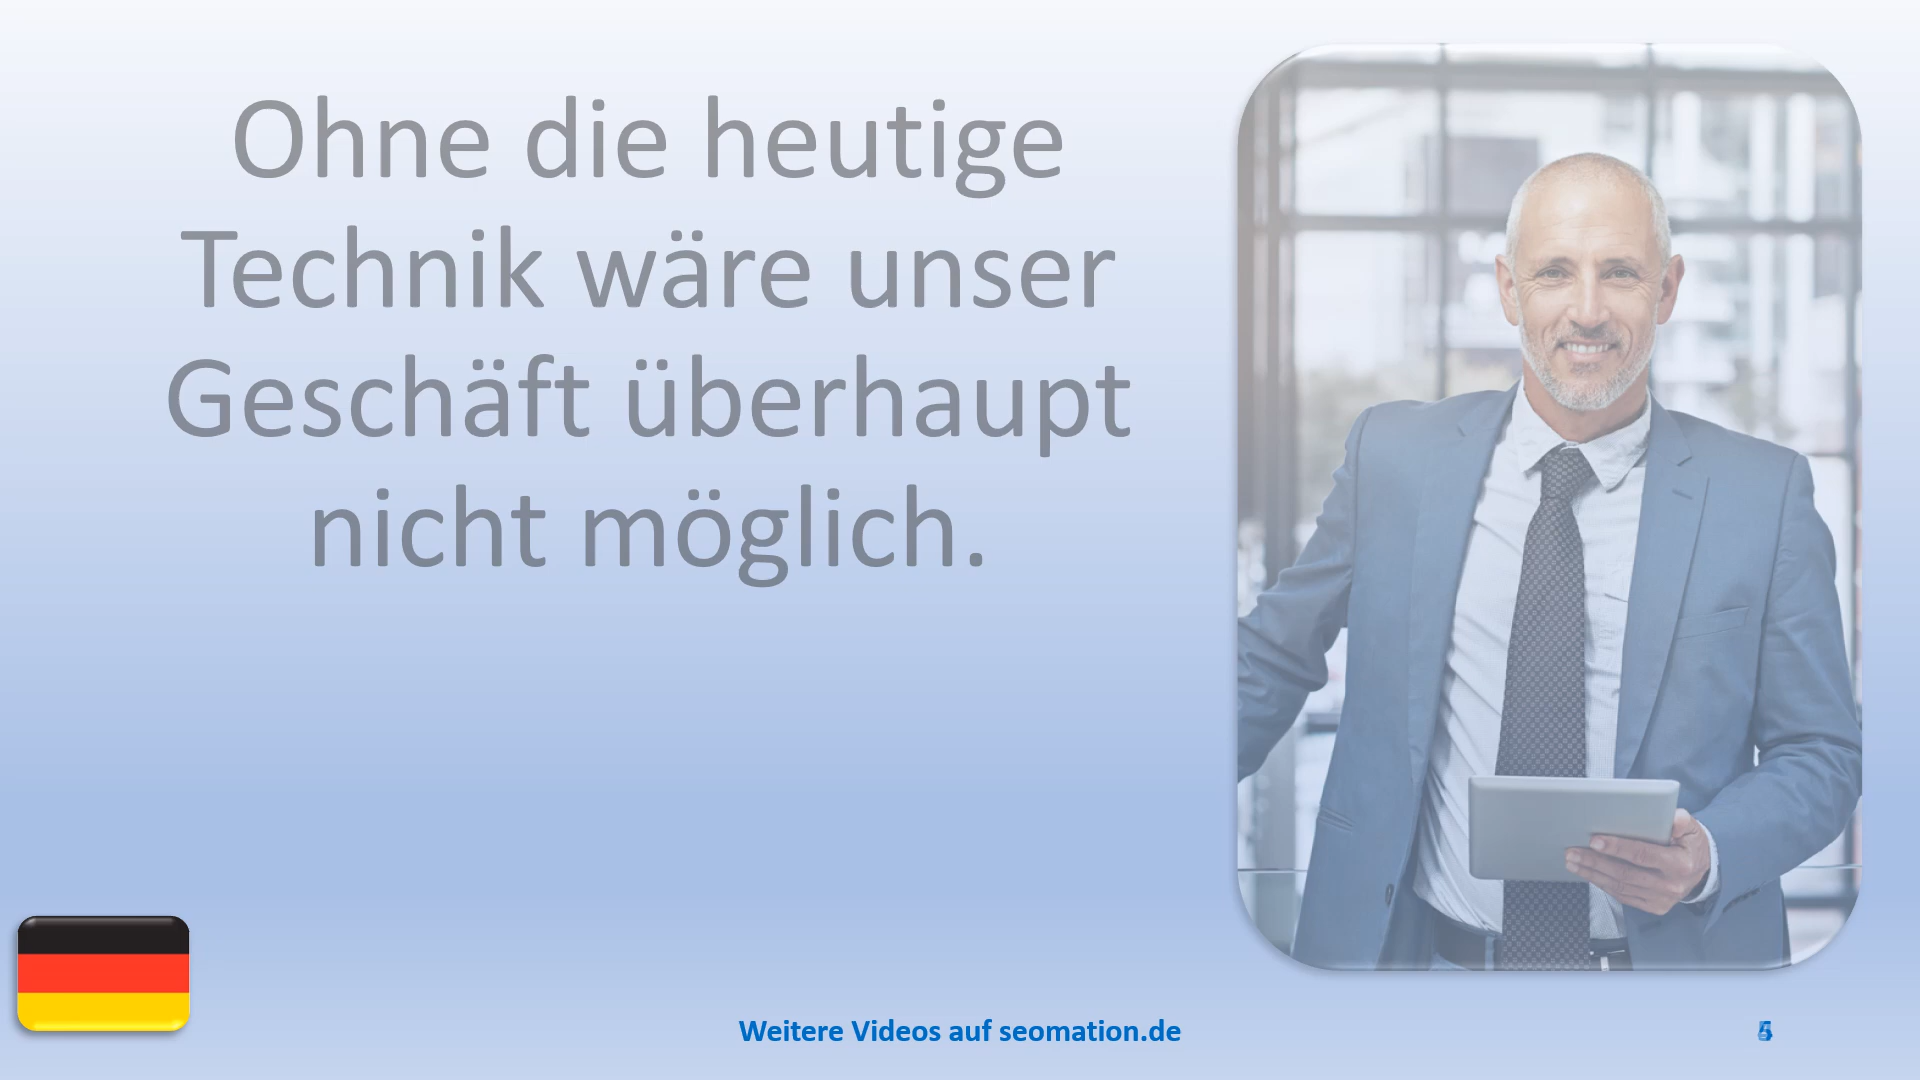 Ohne die heutige
Technik wäre unser
Geschäft überhaupt
nicht möglich.
Weitere Videos auf seomation.de